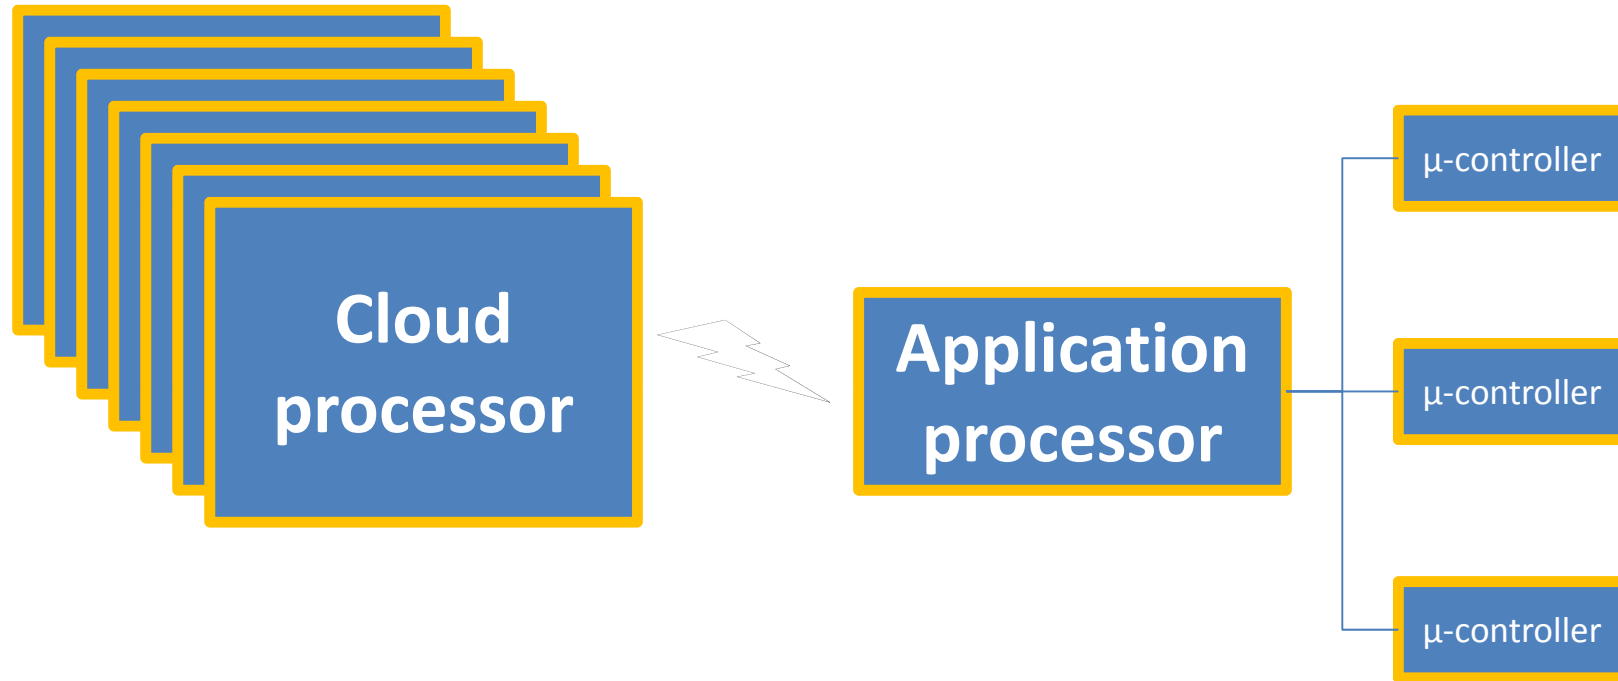 Cloud
processor
Application
processor
µ-controller
µ-controller
µ-controller